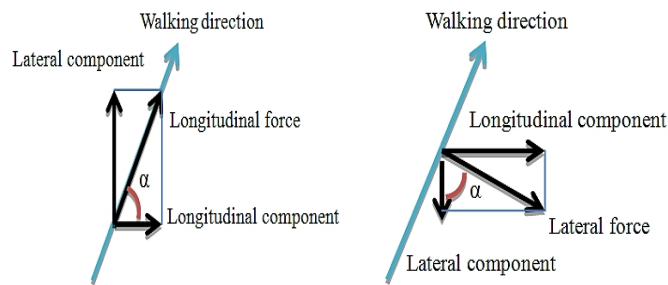 Walking direction
Lateral component
Longitudinal force
α
Longitudinal component
Walking direction
Longitudinal component
α
Lateral force
Lateral component